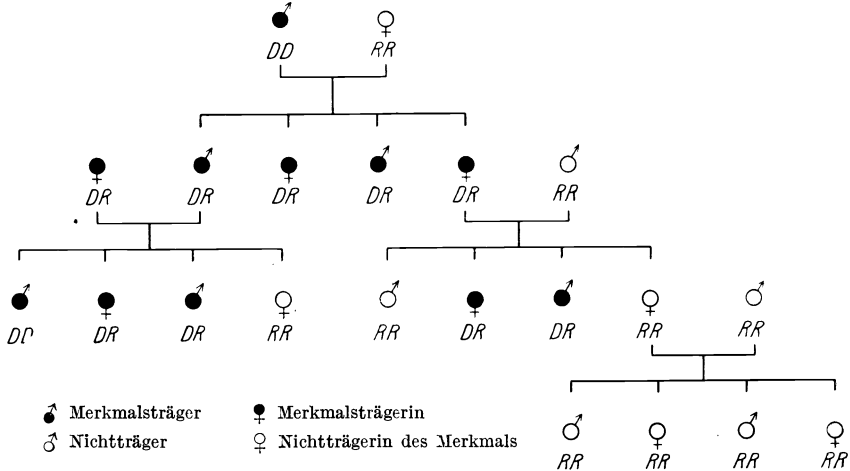 DD RR
DR DR DR DR DR RR
DD DR DR RR RR DR DR RR RR
Merkmalsträger Merkmalsträgerin
Nichtträger Nichtträgerin des Merkmals
RR RR RR RR